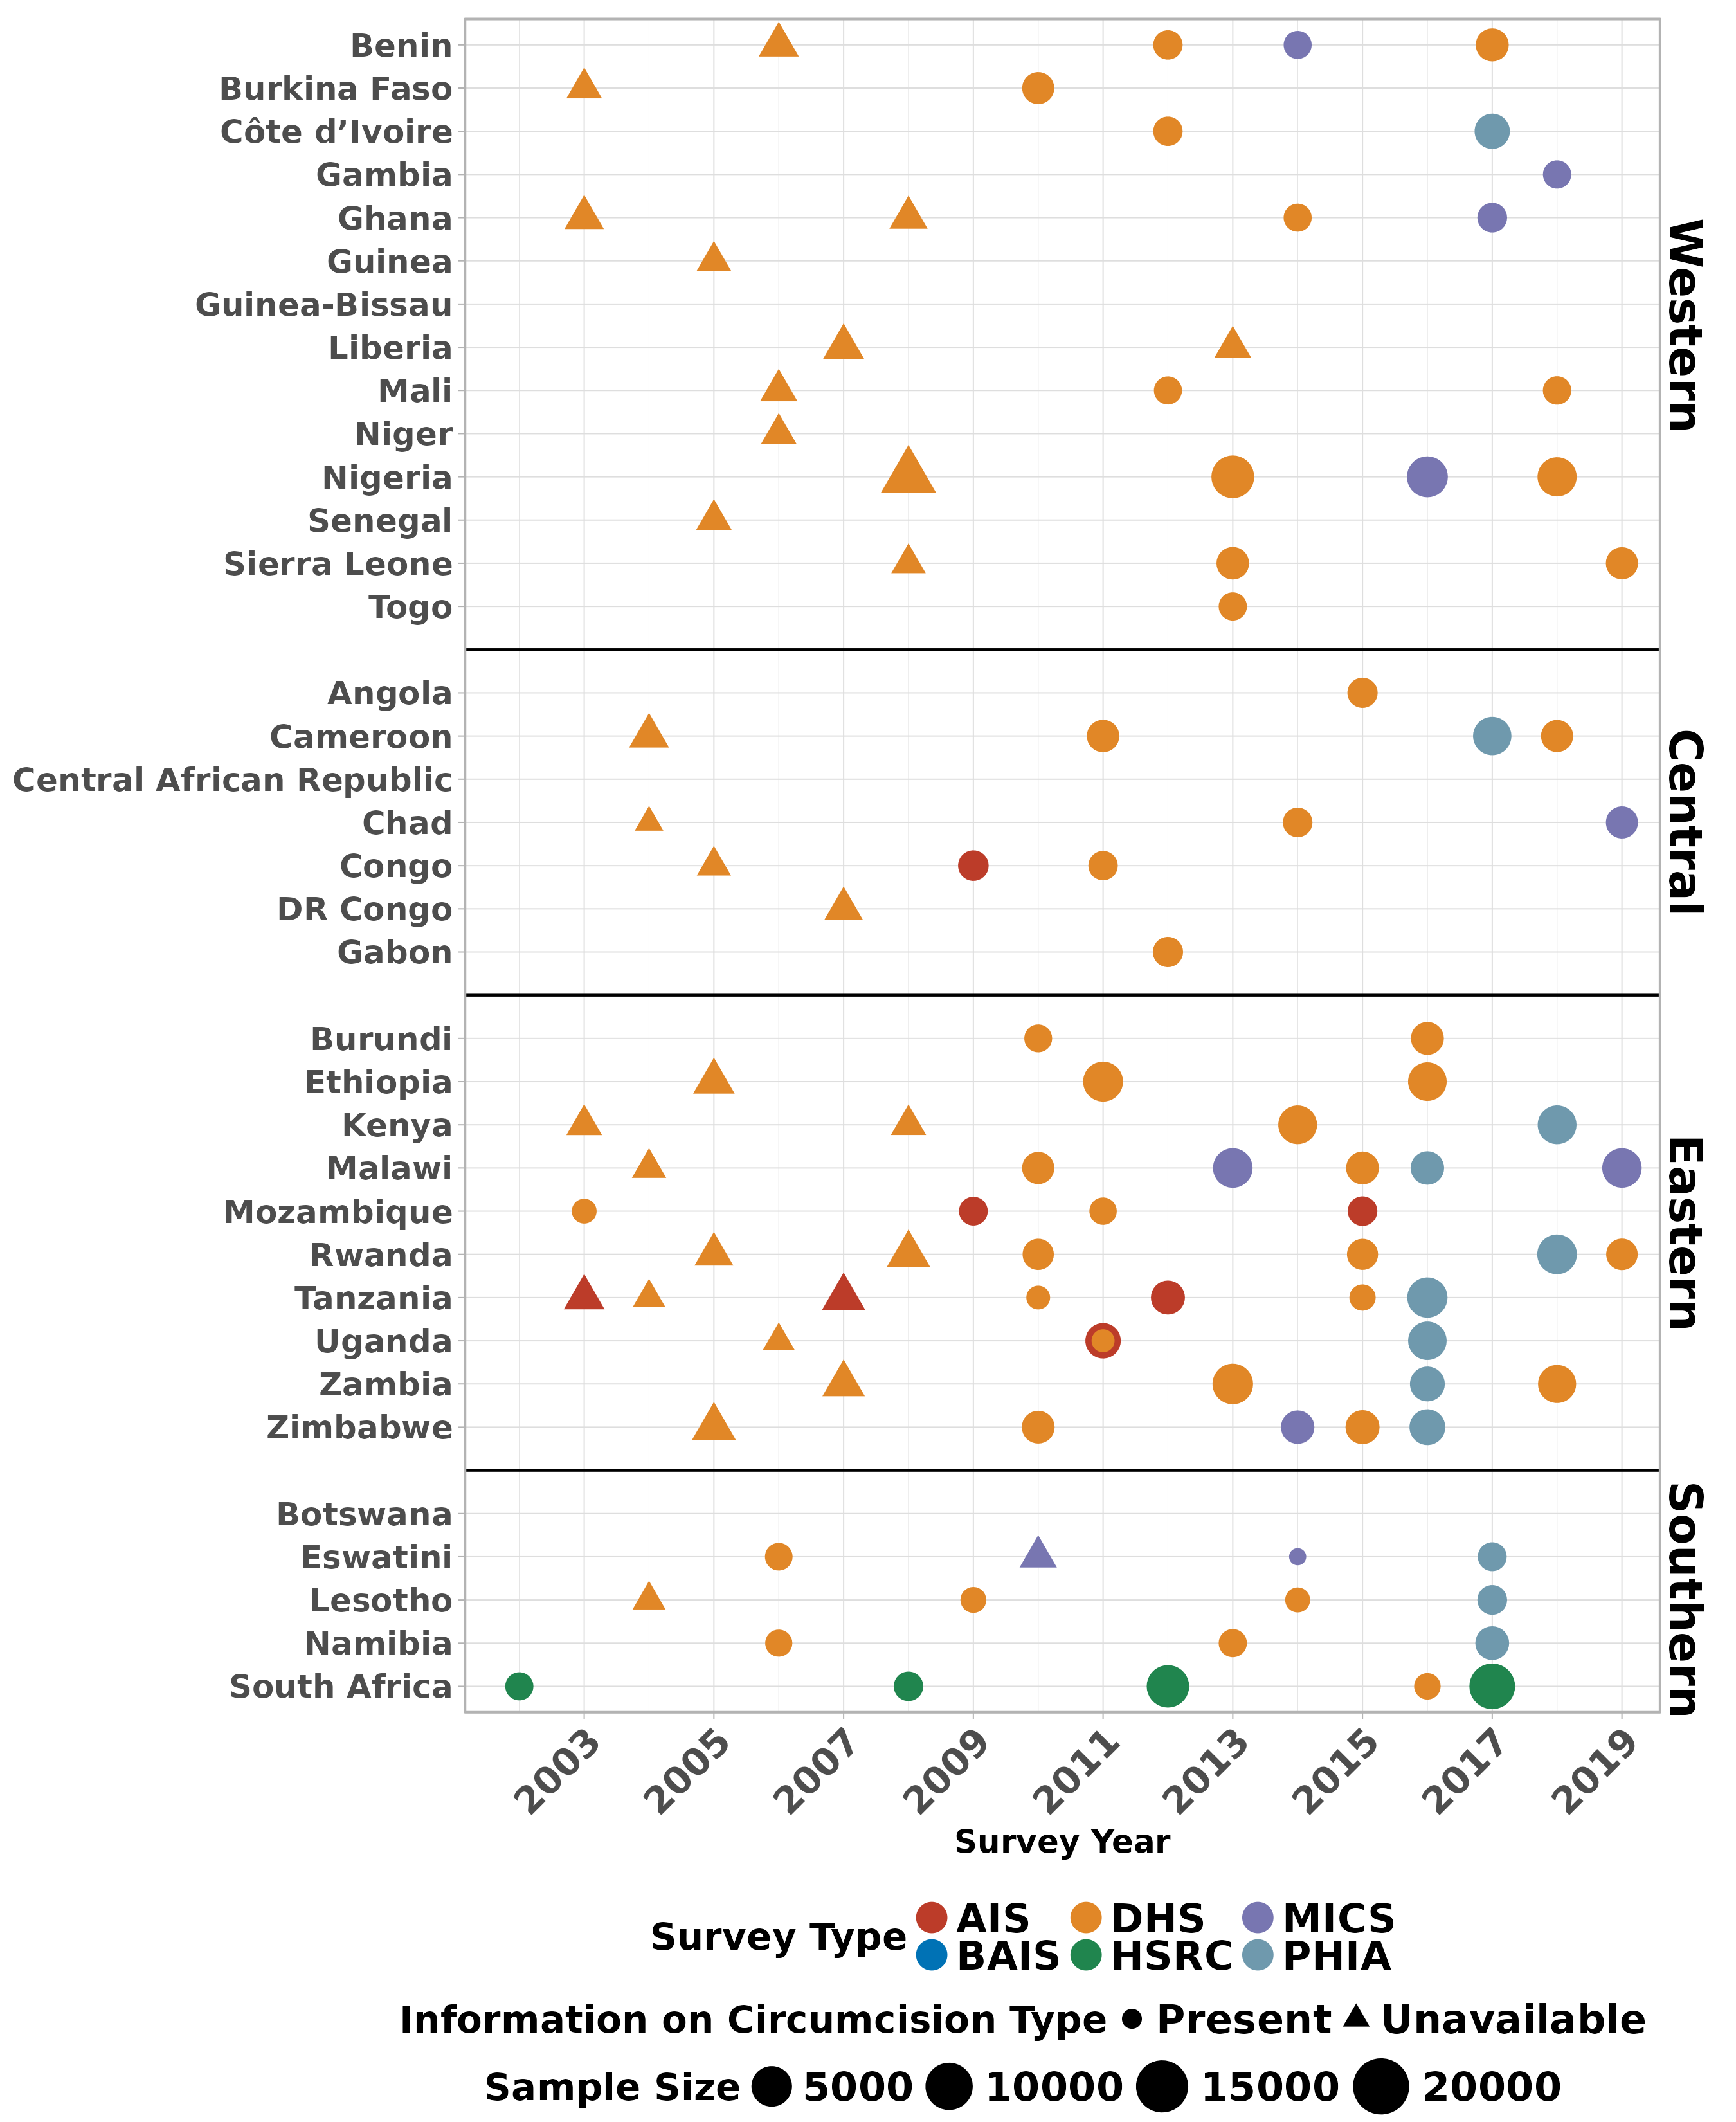 Benin
Burkina Faso
Côte d’Ivoire
Gambia
Ghana
Guinea
Guinea-Bissau
Liberia
Mali
Niger
Nigeria
Senegal
Sierra Leone
Togo
Western
Angola
Cameroon
Central African Republic
Chad
Congo
DR Congo
Gabon
Central
Burundi
Ethiopia
Kenya
Malawi
Mozambique
Rwanda
Tanzania
Uganda
Zambia
Zimbabwe
Eastern
Botswana
Eswatini
Lesotho
Namibia
South Africa
Southern
2003 2005 2007 2009 2011 2013 2015 2017 2019
Survey Year
Survey Type
AIS DHS MICS
BAIS HSRC PHIA
Information on Circumcision Type Present Unavailable
Sample Size 5000 10000 15000 20000